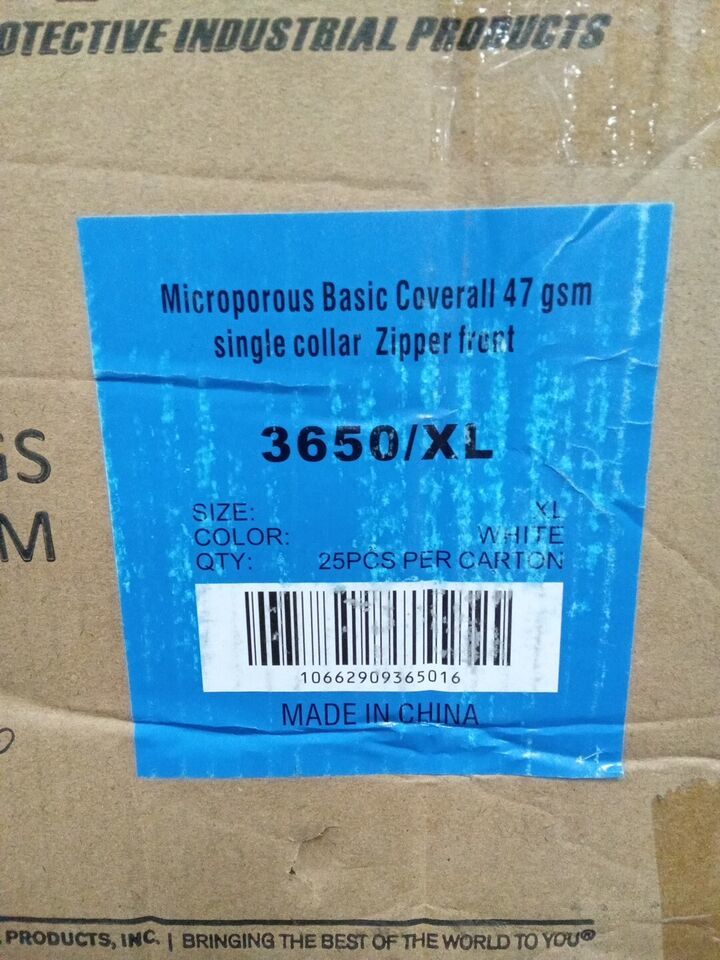 OTECTIVE INDUSTRIAL PRODUCTS
Microporous Basic Coverall 47 gsm
single collar Zipper front
3650/XL
GS
M
SIZE: XL
COLOR: WHITE
QTY: 25PCS PER CARTON
10662909365016
MADE IN CHINA
PRODUCTS, INC. | BRINGING THE BEST OF THE WORLD TO YOU®